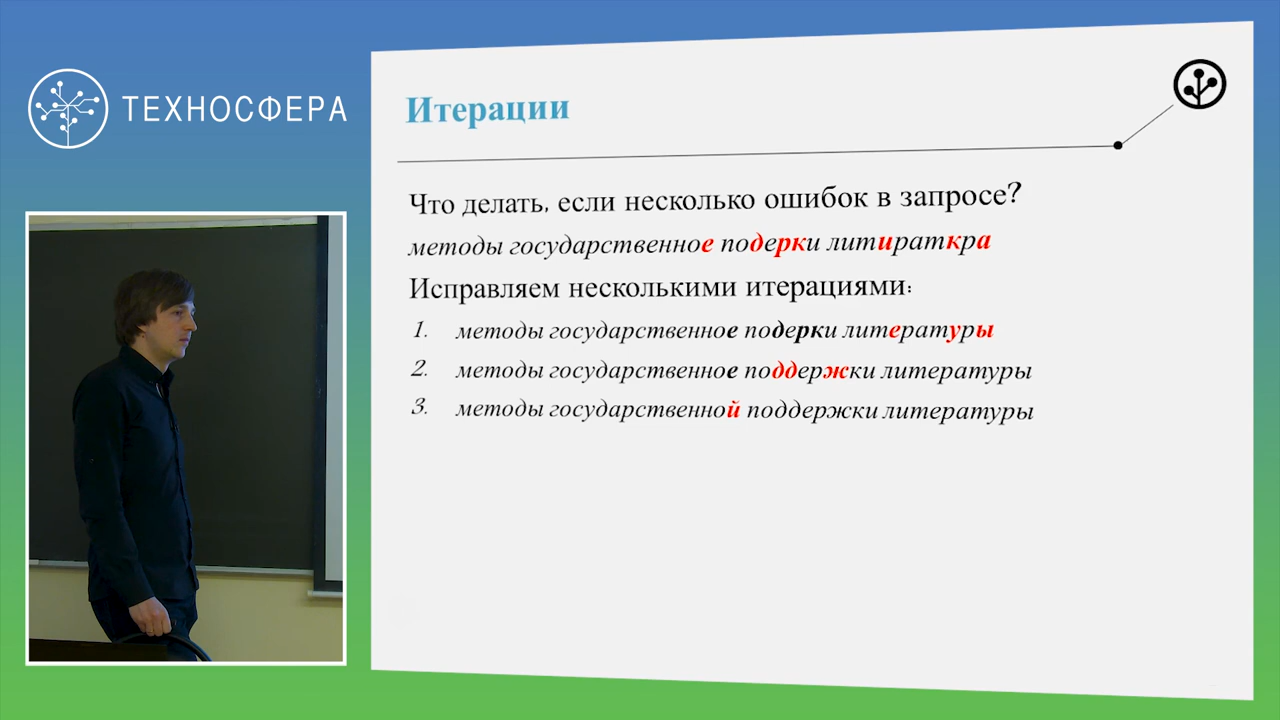 ТЕХНОСФЕРА
Итерации
Что делать, если несколько ошибок в запросе?
методы государственное подерки литираткра
Исправляем несколькими итерациями:
1. методы государственное подерки литературы
2. методы государственное поддержки литературы
3. методы государственной поддержки литературы